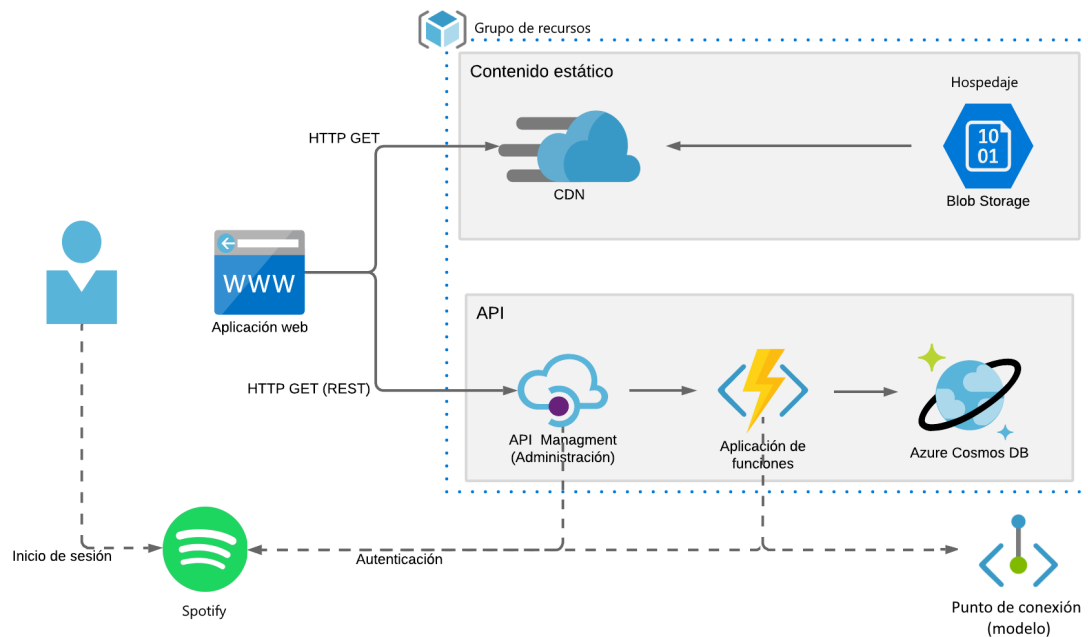 Grupo de recursos
Contenido estático
Hospedaje
10
01
HTTP GET
CDN
Blob Storage
WWW
Aplicación web
API
HTTP GET (REST)
API Managment
(Administración)
Aplicación de
funciones
Azure Cosmos DB
Inicio de sesión
Autenticación
Spotify
Punto de conexión
(modelo)